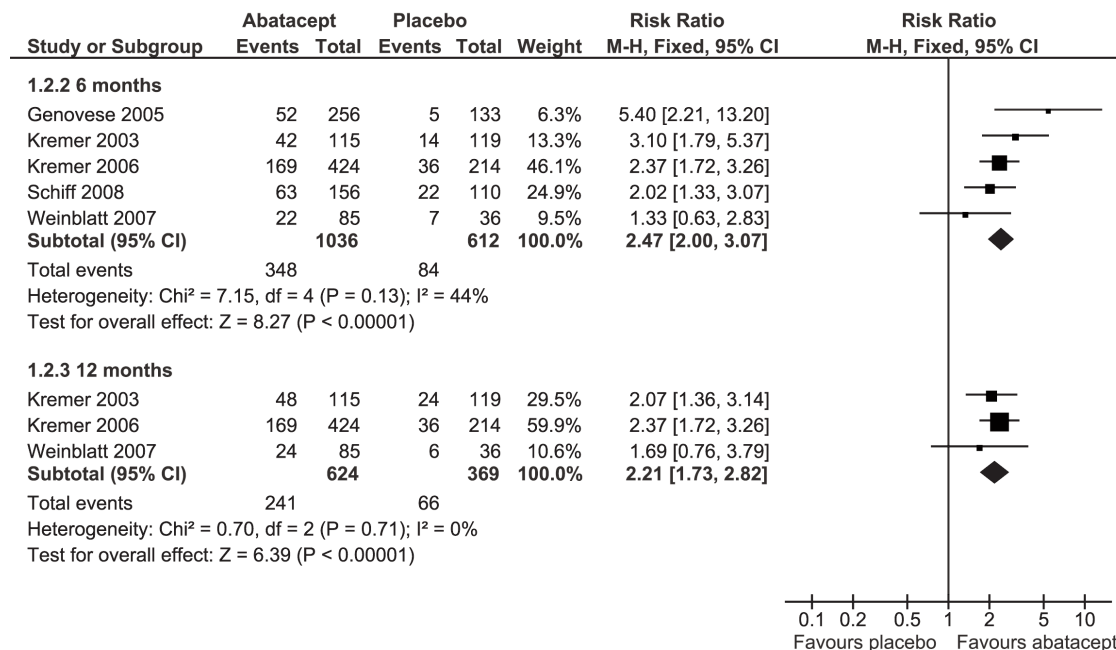 Abatacept Placebo Risk Ratio Risk Ratio
Study or Subgroup Events Total Events Total Weight M-H, Fixed, 95% CI M-H, Fixed, 95% CI
1.2.2 6 months
Genovese 2005 52 256 5 133 6.3% 5.40 [2.21, 13.20]
Kremer 2003 42 115 14 119 13.3% 3.10 [1.79, 5.37]
Kremer 2006 169 424 36 214 46.1% 2.37 [1.72, 3.26]
Schiff 2008 63 156 22 110 24.9% 2.02 [1.33, 3.07]
Weinblatt 2007 22 85 7 36 9.5% 1.33 [0.63, 2.83]
Subtotal (95% CI) 1036 612 100.0% 2.47 [2.00, 3.07]
Total events 348 84
Heterogeneity: Chi² = 7.15, df = 4 (P = 0.13); I² = 44%
Test for overall effect: Z = 8.27 (P < 0.00001)
1.2.3 12 months
Kremer 2003 48 115 24 119 29.5% 2.07 [1.36, 3.14]
Kremer 2006 169 424 36 214 59.9% 2.37 [1.72, 3.26]
Weinblatt 2007 24 85 6 36 10.6% 1.69 [0.76, 3.79]
Subtotal (95% CI) 624 369 100.0% 2.21 [1.73, 2.82]
Total events 241 66
Heterogeneity: Chi² = 0.70, df = 2 (P = 0.71); I² = 0%
Test for overall effect: Z = 6.39 (P < 0.00001)
0.1 0.2 0.5 1 2 5 10
Favours placebo Favours abatacept